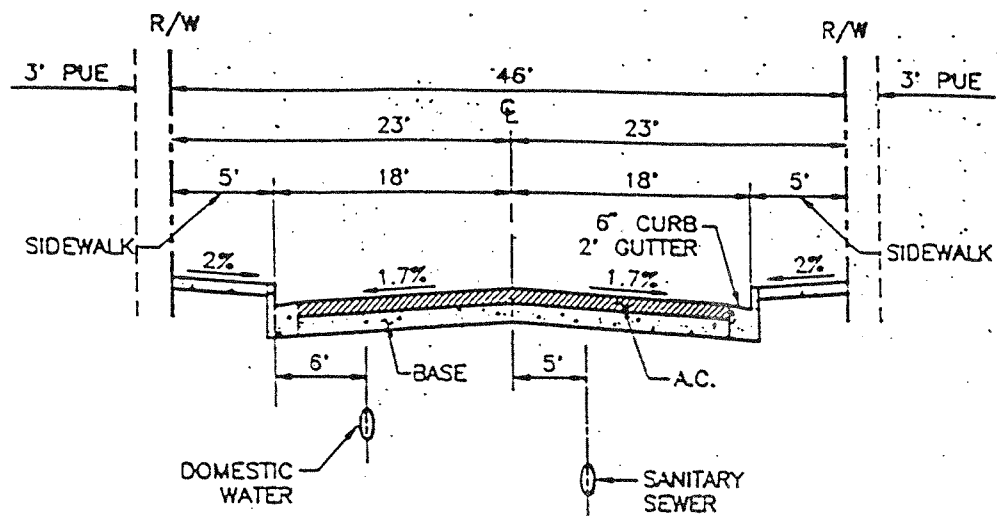 R/W
R/W
3' PUE
46'
3' PUE
℄
23'
23'
5'
18'
18'
5'
6" CURB
2' GUTTER
SIDEWALK
SIDEWALK
2%
1.7%
1.7%
2%
6'
BASE
5'
A.C.
DOMESTIC
WATER
SANITARY
SEWER